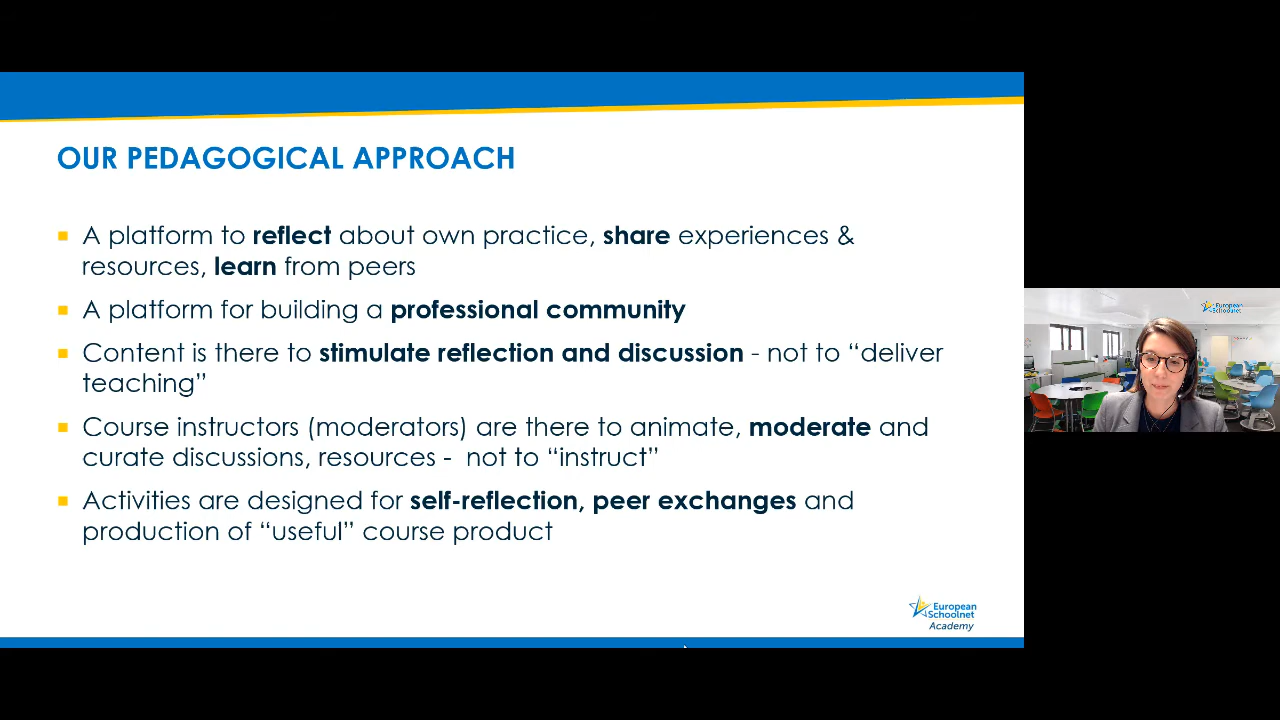 OUR PEDAGOGICAL APPROACH
A platform to reflect about own practice, share experiences &
resources, learn from peers
A platform for building a professional community
Content is there to stimulate reflection and discussion - not to “deliver
teaching”
Course instructors (moderators) are there to animate, moderate and
curate discussions, resources - not to “instruct”
Activities are designed for self-reflection, peer exchanges and
production of “useful” course product
European
Schoolnet
Academy
European
Schoolnet